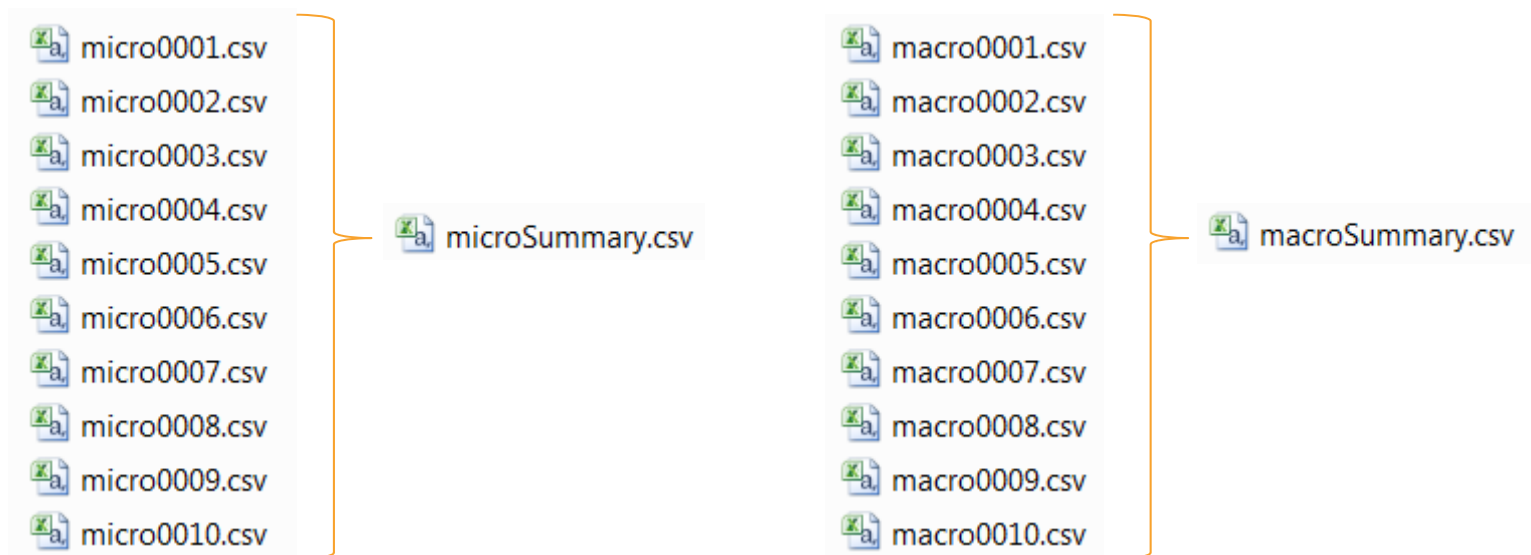 micro0001.csv
micro0002.csv
micro0003.csv
micro0004.csv
micro0005.csv
micro0006.csv
micro0007.csv
micro0008.csv
micro0009.csv
micro0010.csv
microSummary.csv
macro0001.csv
macro0002.csv
macro0003.csv
macro0004.csv
macro0005.csv
macro0006.csv
macro0007.csv
macro0008.csv
macro0009.csv
macro0010.csv
macroSummary.csv